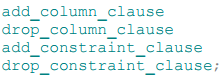 add_column_clause
drop_column_clause
add_constraint_clause
drop_constraint_clause;